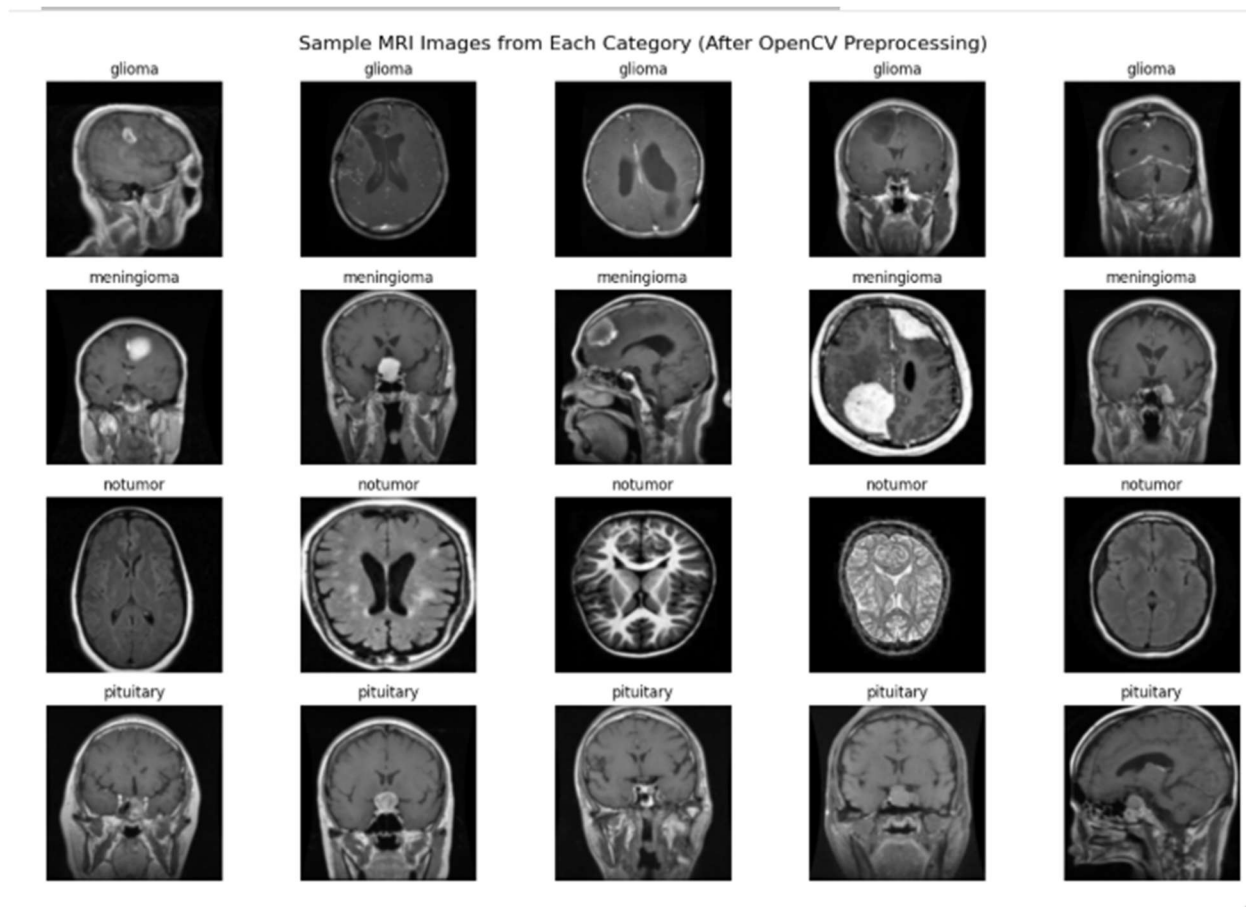 Sample MRI Images from Each Category (After OpenCV Preprocessing)
glioma glioma glioma glioma glioma
meningioma meningioma meningioma meningioma meningioma
notumor notumor notumor notumor notumor
pituitary pituitary pituitary pituitary pituitary